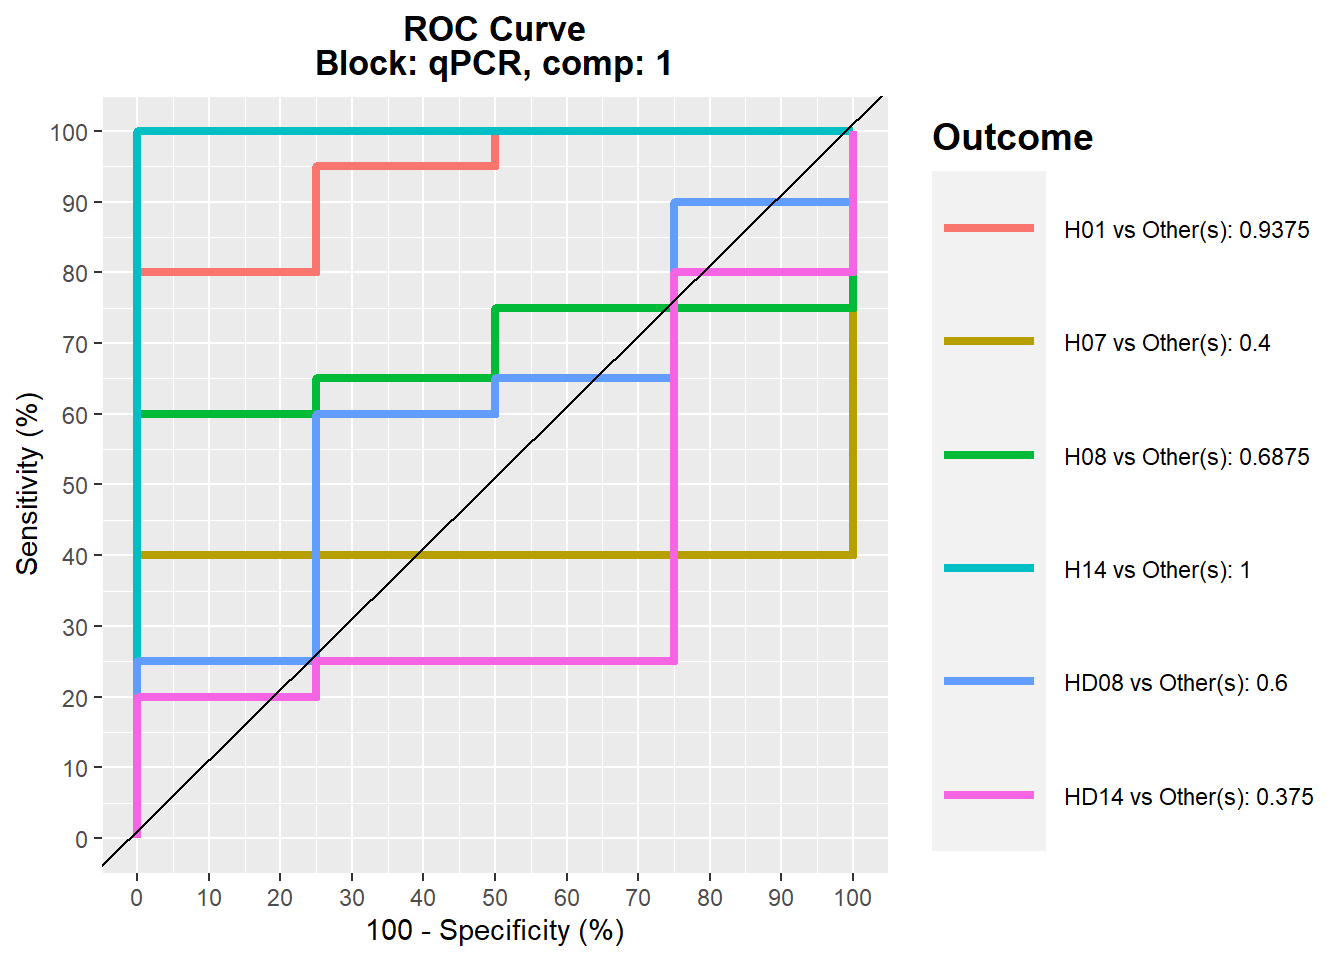 ROC Curve
Block: qPCR, comp: 1
Sensitivity (%)
100
90
80
70
60
50
40
30
20
10
0
0 10 20 30 40 50 60 70 80 90 100
100 - Specificity (%)
Outcome
H01 vs Other(s): 0.9375
H07 vs Other(s): 0.4
H08 vs Other(s): 0.6875
H14 vs Other(s): 1
HD08 vs Other(s): 0.6
HD14 vs Other(s): 0.375